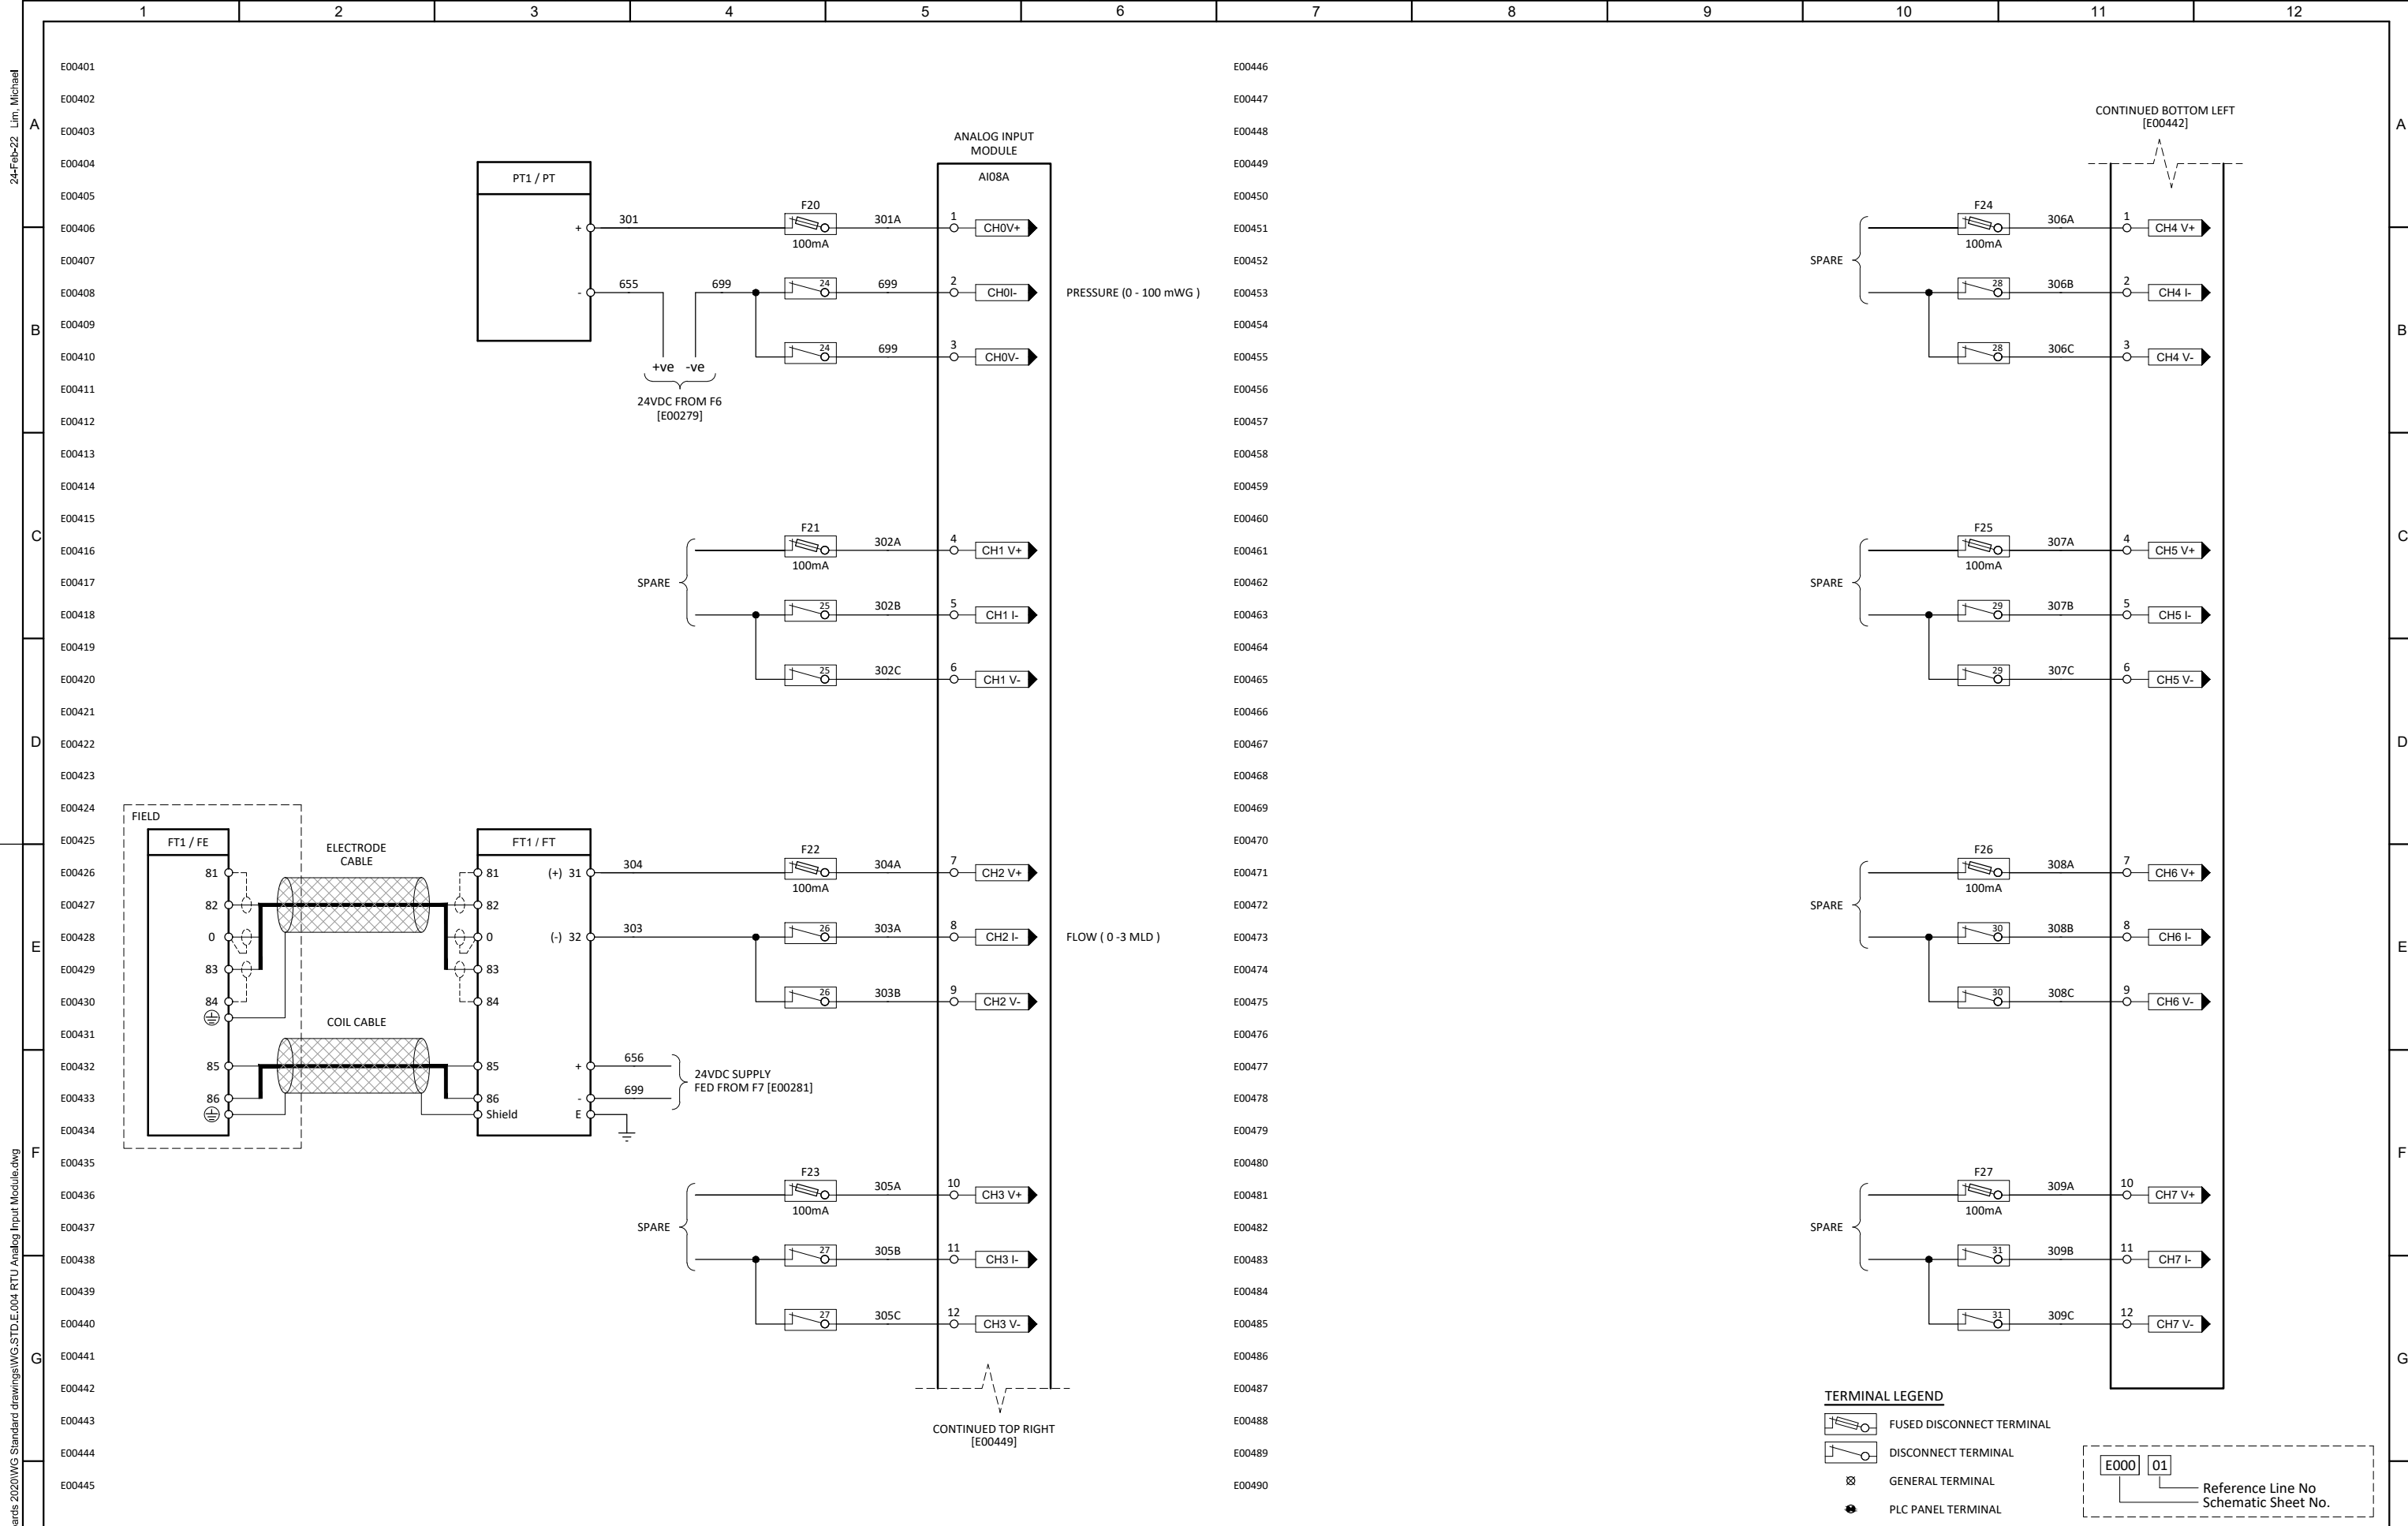 1 2 3 4 5 6 7 8 9 10 11 12
24-Feb-22 Lim, Michael
ards 2020\WG Standard drawings\WG.STD.E.004 RTU Analog Input Module.dwg
A
B
C
D
E
F
G
E00401
E00402
E00403
E00404
E00405
E00406
E00407
E00408
E00409
E00410
E00411
E00412
E00413
E00414
E00415
E00416
E00417
E00418
E00419
E00420
E00421
E00422
E00423
E00424
E00425
E00426
E00427
E00428
E00429
E00430
E00431
E00432
E00433
E00434
E00435
E00436
E00437
E00438
E00439
E00440
E00441
E00442
E00443
E00444
E00445
ANALOG INPUT
MODULE
AI08A
PT1 / PT
+ 301 F20 301A 1 CH0V+
100mA
- 655 699 24 699 2 CH0I- PRESSURE (0 - 100 mWG )
24 699 3 CH0V-
+ve -ve
24VDC FROM F6
[E00279]
F21 302A 4 CH1 V+
100mA
SPARE
25 302B 5 CH1 I-
25 302C 6 CH1 V-
FIELD
FT1 / FE
ELECTRODE
CABLE
FT1 / FT
81 81 (+) 31 304 F22 304A 7 CH2 V+
100mA
82 82
0 0 (-) 32 303 26 303A 8 CH2 I- FLOW ( 0 -3 MLD )
83 83
84 84 26 303B 9 CH2 V-
COIL CABLE
85 85 + 656
24VDC SUPPLY
FED FROM F7 [E00281]
86 86 - 699
Shield E
F23 305A 10 CH3 V+
100mA
SPARE
27 305B 11 CH3 I-
27 305C 12 CH3 V-
CONTINUED TOP RIGHT
[E00449]
E00446
E00447
E00448
E00449
E00450
E00451
E00452
E00453
E00454
E00455
E00456
E00457
E00458
E00459
E00460
E00461
E00462
E00463
E00464
E00465
E00466
E00467
E00468
E00469
E00470
E00471
E00472
E00473
E00474
E00475
E00476
E00477
E00478
E00479
E00480
E00481
E00482
E00483
E00484
E00485
E00486
E00487
E00488
E00489
E00490
CONTINUED BOTTOM LEFT
[E00442]
F24 306A 1 CH4 V+
100mA
SPARE
28 306B 2 CH4 I-
28 306C 3 CH4 V-
F25 307A 4 CH5 V+
100mA
SPARE
29 307B 5 CH5 I-
29 307C 6 CH5 V-
F26 308A 7 CH6 V+
100mA
SPARE
30 308B 8 CH6 I-
30 308C 9 CH6 V-
F27 309A 10 CH7 V+
100mA
SPARE
31 309B 11 CH7 I-
31 309C 12 CH7 V-
TERMINAL LEGEND
FUSED DISCONNECT TERMINAL
DISCONNECT TERMINAL
GENERAL TERMINAL
PLC PANEL TERMINAL
E000 01
Reference Line No
Schematic Sheet No.
A
B
C
D
E
F
G